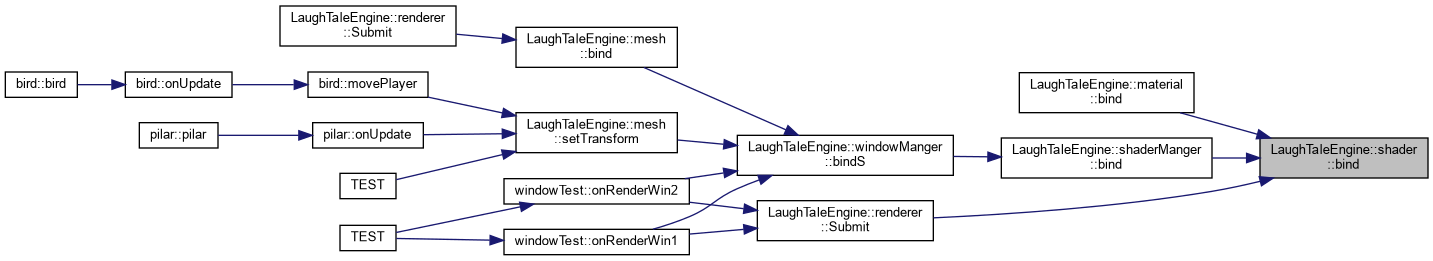 LaughTaleEngine::renderer
::Submit
LaughTaleEngine::mesh
::bind
bird::bird
bird::onUpdate
bird::movePlayer
LaughTaleEngine::material
::bind
pilar::pilar
pilar::onUpdate
LaughTaleEngine::mesh
::setTransform
LaughTaleEngine::windowManger
::bindS
LaughTaleEngine::shaderManger
::bind
LaughTaleEngine::shader
::bind
TEST
windowTest::onRenderWin2
LaughTaleEngine::renderer
::Submit
TEST
windowTest::onRenderWin1